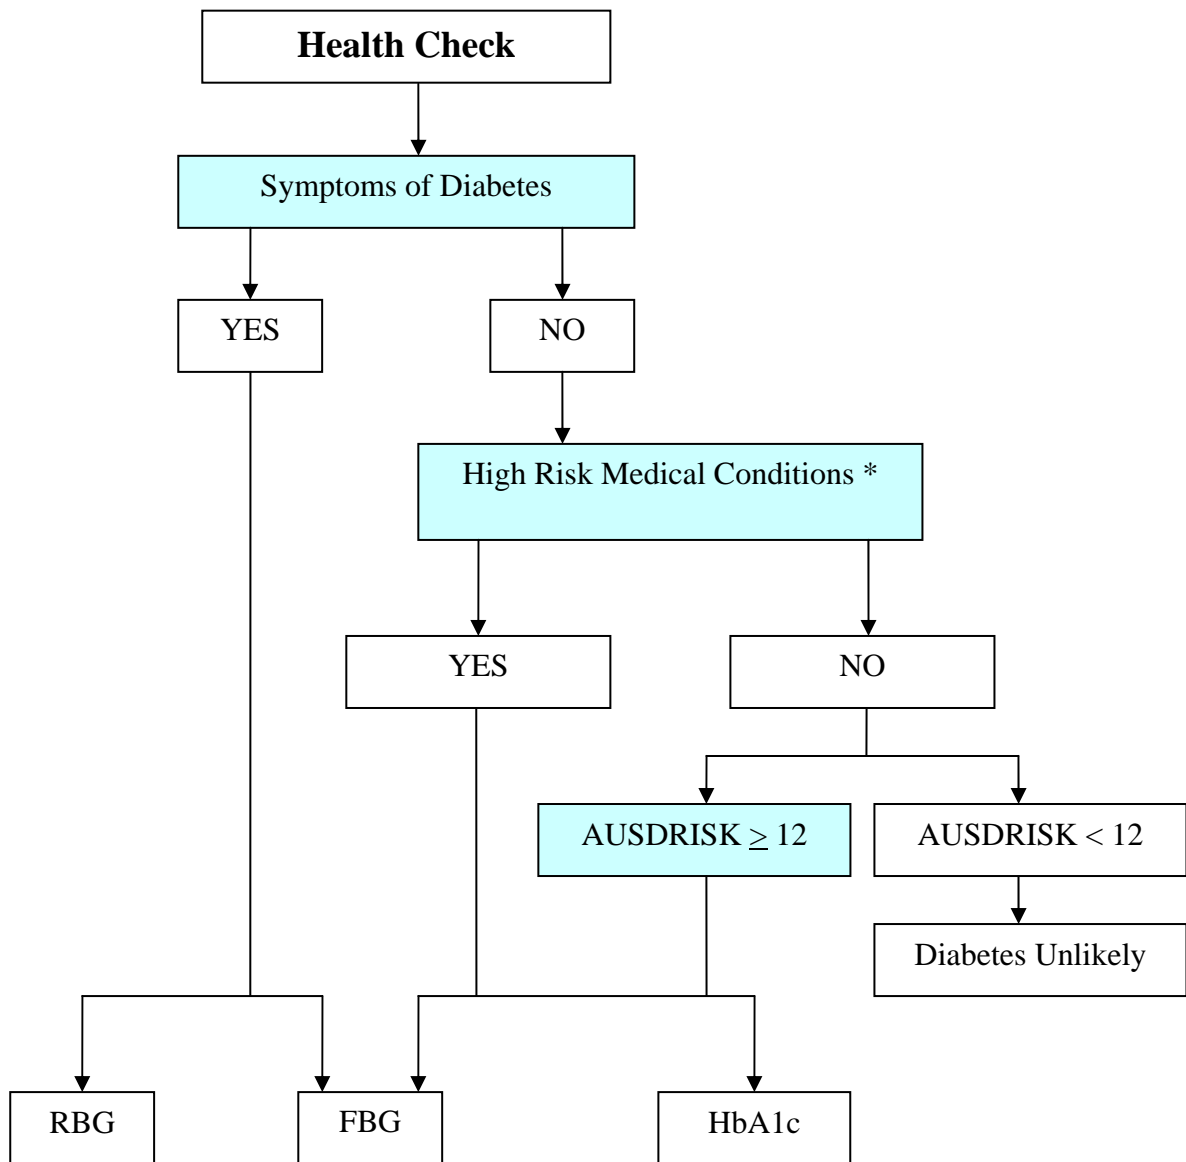 Health Check
Symptoms of Diabetes
YES
NO
High Risk Medical Conditions *
YES
NO
AUSDRISK ≥ 12
AUSDRISK < 12
Diabetes Unlikely
RBG
FBG
HbA1c